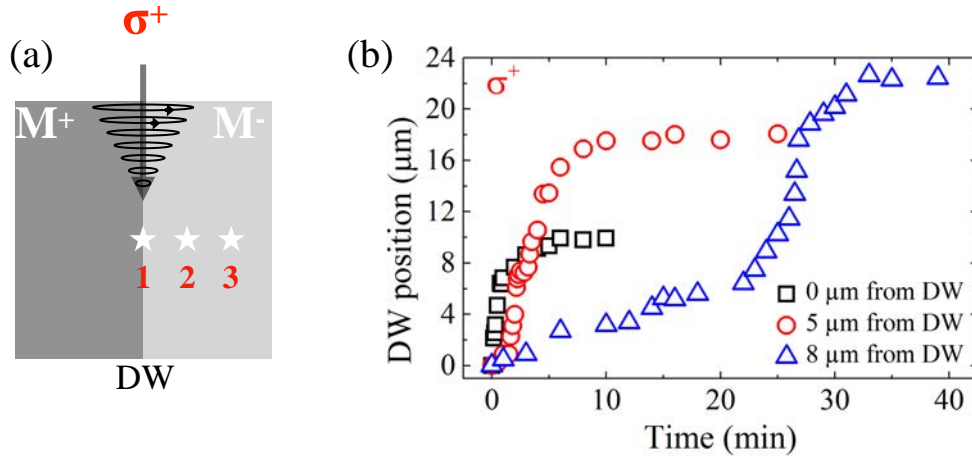 (a)
σ⁺
M⁺ M⁻
1 2 3
DW
(b)
σ⁺
DW position (μm)
24
20
16
12
8
4
0
0 μm from DW
5 μm from DW
8 μm from DW
0 10 20 30 40
Time (min)